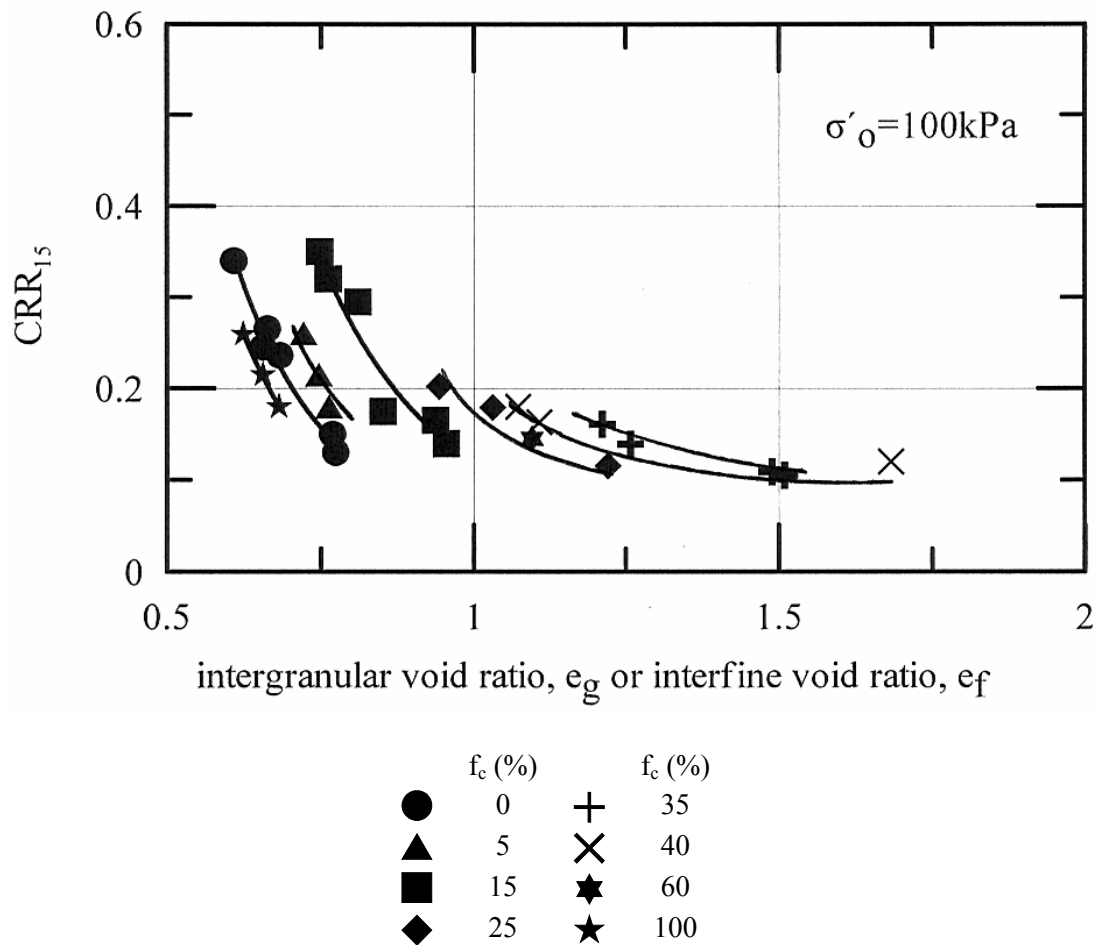 0.6
σ´o=100kPa
0.4
CRR15
0.2
0
0.5 1 1.5 2
intergranular void ratio, eg or interfine void ratio, ef
fc (%) fc (%)
0 35
5 40
15 60
25 100